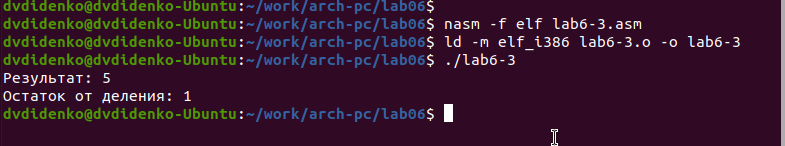 dvdidenko@dvdidenko-Ubuntu:~/work/arch-pc/lab06$
dvdidenko@dvdidenko-Ubuntu:~/work/arch-pc/lab06$ nasm -f elf lab6-3.asm
dvdidenko@dvdidenko-Ubuntu:~/work/arch-pc/lab06$ ld -m elf_i386 lab6-3.o -o lab6-3
dvdidenko@dvdidenko-Ubuntu:~/work/arch-pc/lab06$ ./lab6-3
Результат: 5
Остаток от деления: 1
dvdidenko@dvdidenko-Ubuntu:~/work/arch-pc/lab06$